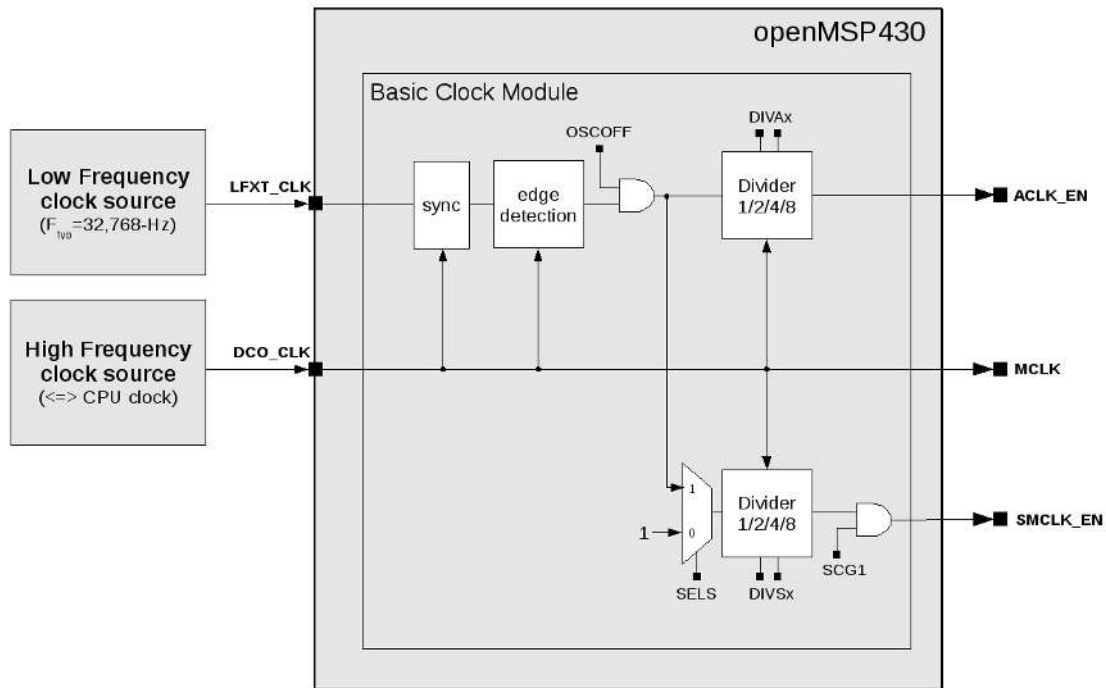 openMSP430
Basic Clock Module
Low Frequency
clock source
(FTyp=32,768-Hz)
LFXT_CLK
sync
edge
detection
OSCOFF
DIVAx
Divider
1/2/4/8
ACLK_EN
High Frequency
clock source
(<=> CPU clock)
DCO_CLK
MCLK
1
1
0
SELS
Divider
1/2/4/8
DIVSx
SCG1
SMCLK_EN